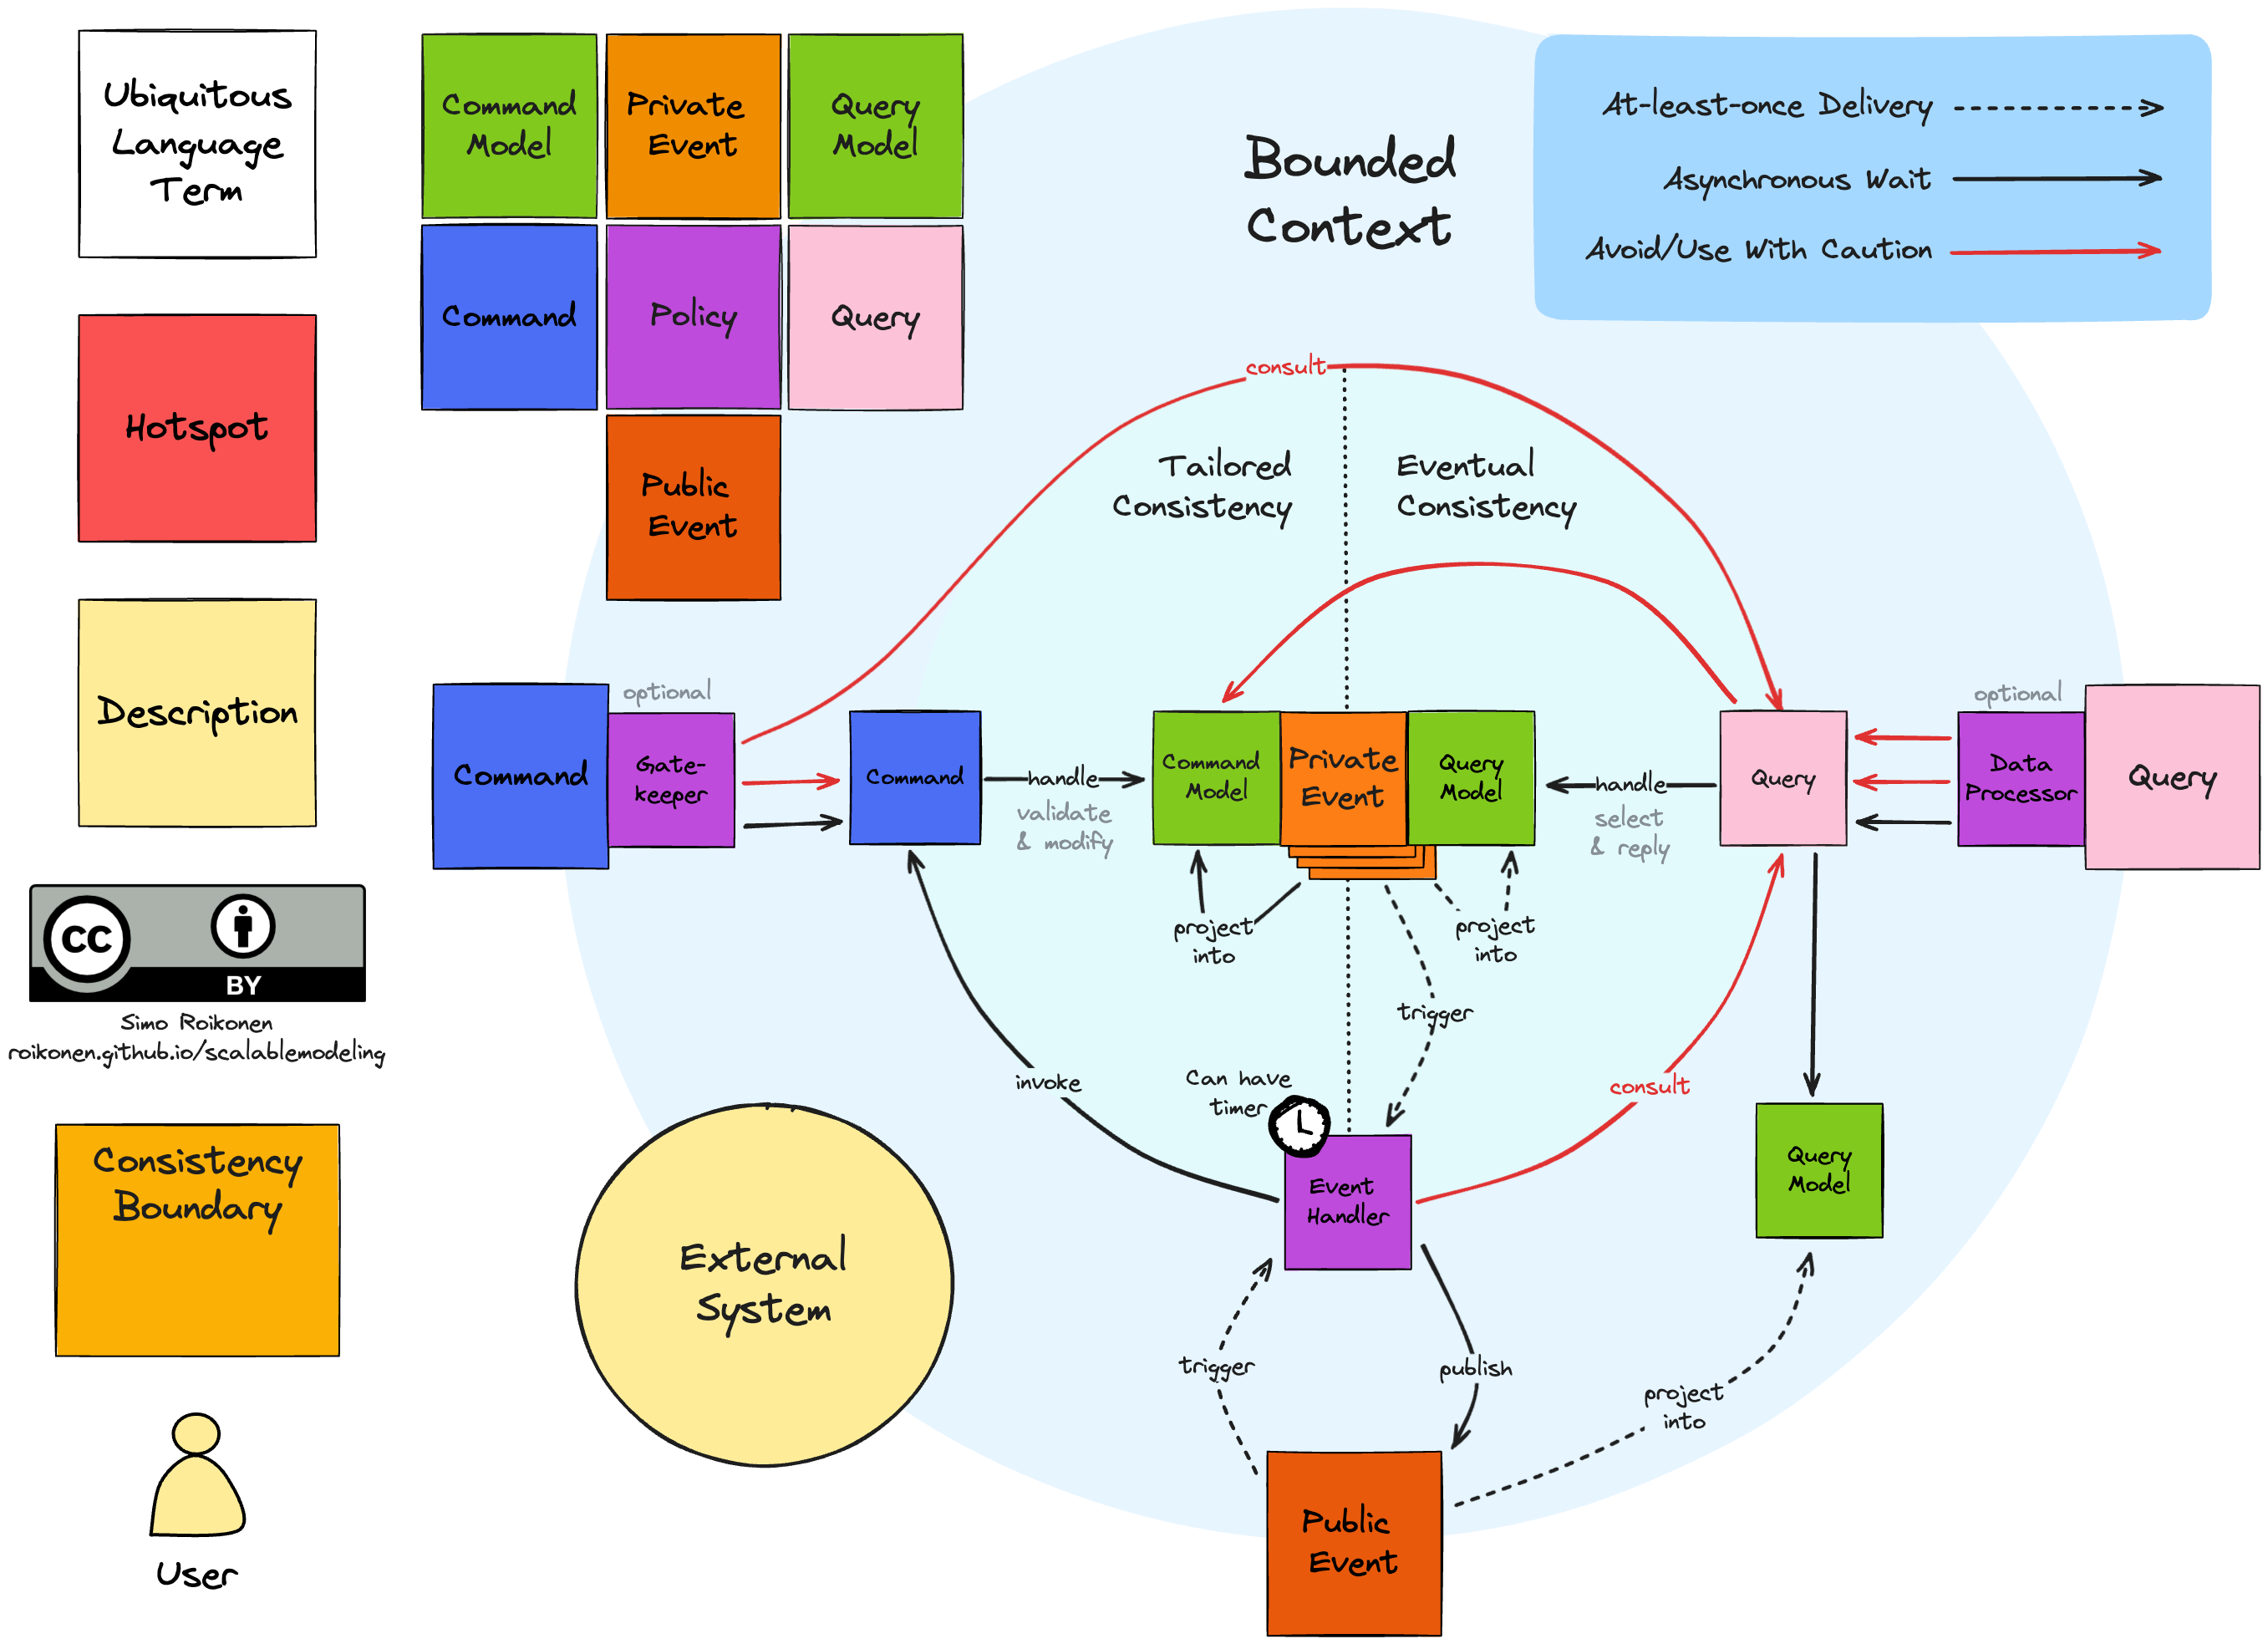 Ubiquitous
Language
Term
Hotspot
Description
CC
BY
Simo Roikonen
roikonen.github.io/scalablemodeling
Consistency
Boundary
User
Command
Model
Private
Event
Query
Model
Command
Policy
Query
Public
Event
Bounded
Context
At-least-once Delivery
Asynchronous Wait
Avoid/Use With Caution
consult
Tailored
Consistency
Eventual
Consistency
Command
optional
Gate-
keeper
Command
handle
validate
& modify
Command
Model
Private
Event
Query
Model
handle
select
& reply
Query
optional
Data
Processor
Query
project
into
project
into
trigger
invoke
Can have
timer
consult
Event
Handler
Query
Model
External
System
trigger
publish
project
into
Public
Event